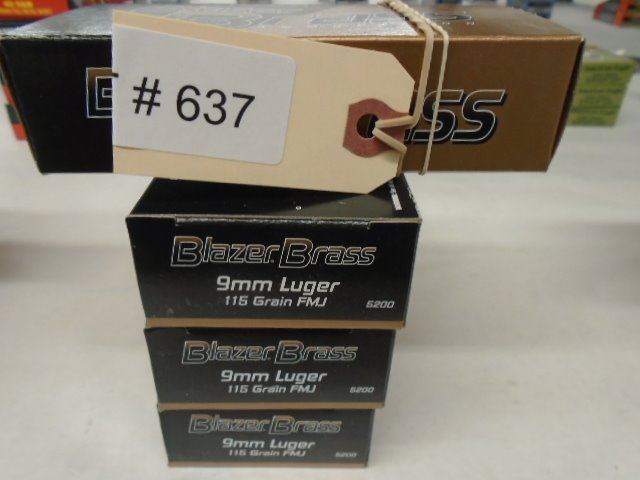 # 637
ASS
Blazer Brass
9mm Luger
115 Grain FMJ
5200
Blazer Brass
9mm Luger
115 Grain FMJ
5200
Blazer Brass
9mm Luger
115 Grain FMJ
5200